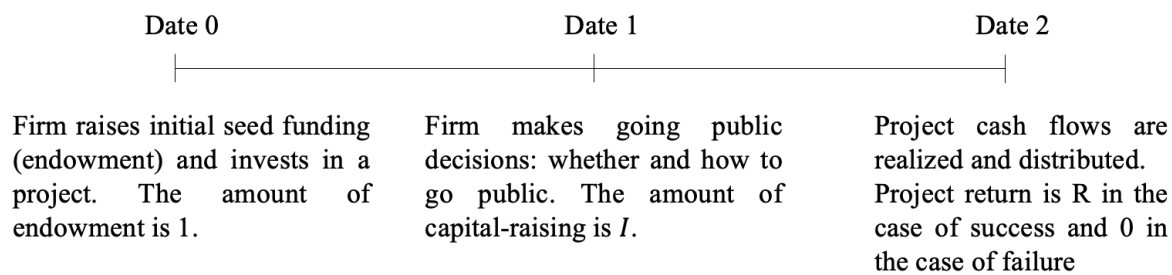 Date 0
Date 1
Date 2
Firm raises initial seed funding
(endowment) and invests in a
project. The amount of
endowment is 1.
Firm makes going public
decisions: whether and how to
go public. The amount of
capital-raising is I.
Project cash flows are
realized and distributed.
Project return is R in the
case of success and 0 in
the case of failure